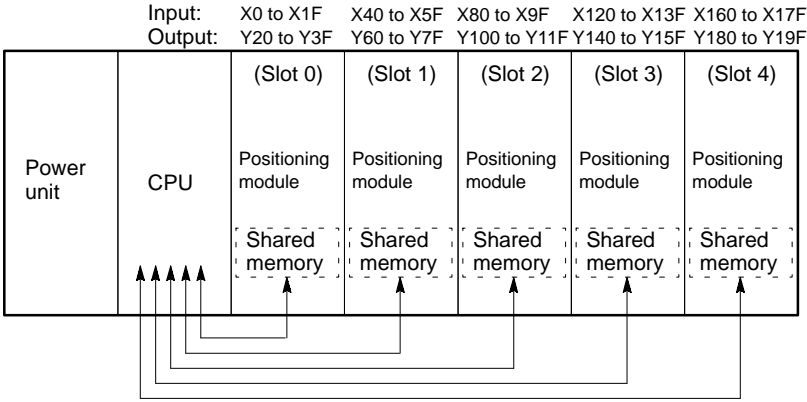 Input: X0 to X1F X40 to X5F X80 to X9F X120 to X13F X160 to X17F
Output: Y20 to Y3F Y60 to Y7F Y100 to Y11F Y140 to Y15F Y180 to Y19F
(Slot 0) (Slot 1) (Slot 2) (Slot 3) (Slot 4)
Power
unit
CPU
Positioning
module
Positioning
module
Positioning
module
Positioning
module
Positioning
module
Shared
memory
Shared
memory
Shared
memory
Shared
memory
Shared
memory